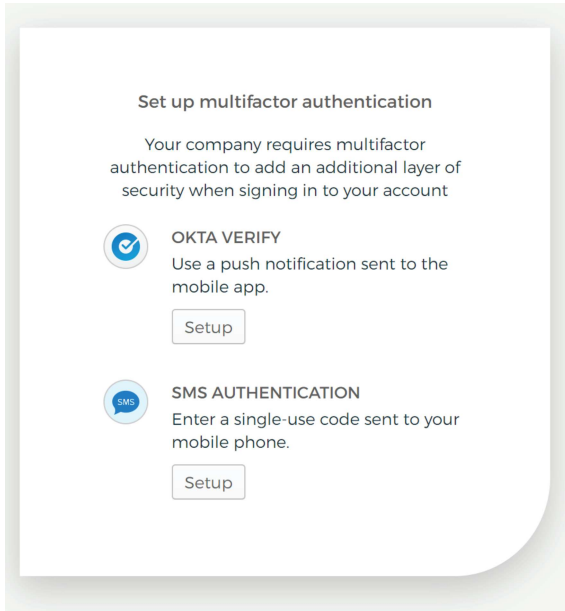 Set up multifactor authentication
Your company requires multifactor
authentication to add an additional layer of
security when signing in to your account
OKTA VERIFY
Use a push notification sent to the
mobile app.
Setup
SMS
SMS AUTHENTICATION
Enter a single-use code sent to your
mobile phone.
Setup